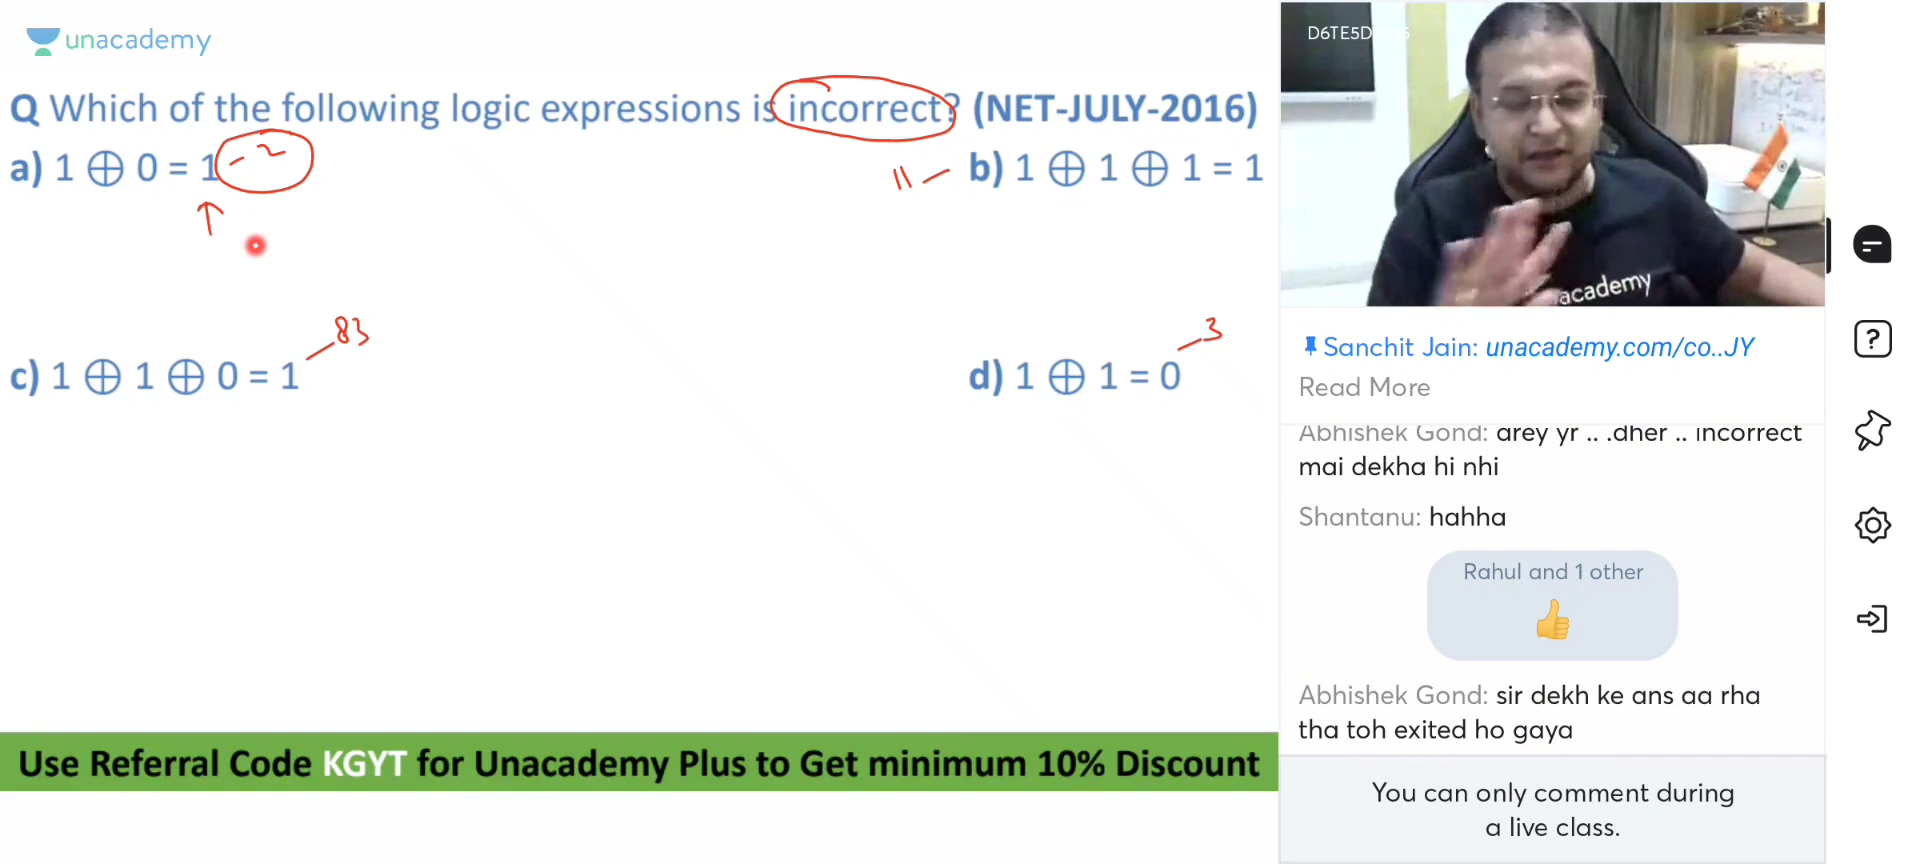 unacademy
Q Which of the following logic expressions is incorrect? (NET-JULY-2016)
a) 1 ⊕ 0 = 1 - 2
11 - b) 1 ⊕ 1 ⊕ 1 = 1
c) 1 ⊕ 1 ⊕ 0 = 1 - 83
d) 1 ⊕ 1 = 0 - 3
Use Referral Code KGYT for Unacademy Plus to Get minimum 10% Discount
D6TE5D
academy
Sanchit Jain: unacademy.com/co..JY
Read More
Abhishek Gond: arey yr .. .dher .. incorrect
mai dekha hi nhi
Shantanu: hahha
Rahul and 1 other
Abhishek Gond: sir dekh ke ans aa rha
tha toh exited ho gaya
You can only comment during
a live class.